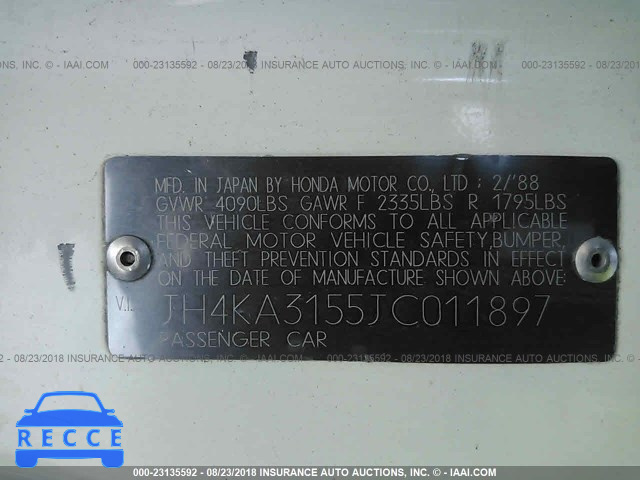 000-23135592 - 08/23/2018 INSURANCE AUTO AUCTIONS, INC. - © IAAI.COM
MFD. IN JAPAN BY HONDA MOTOR CO., LTD : 2/'88
GVWR 4090LBS GAWR F 2335LBS R 1795LBS
THIS VEHICLE CONFORMS TO ALL APPLICABLE
FEDERAL MOTOR VEHICLE SAFETY,BUMPER,
AND THEFT PREVENTION STANDARDS IN EFFECT
ON THE DATE OF MANUFACTURE SHOWN ABOVE:
V.I. JH4KA3155JC011897
PASSENGER CAR
000-23135592 - 08/23/2018 INSURANCE AUTO AUCTIONS, INC. - © IAAI.COM
RECCE
000-23135592 - 08/23/2018 INSURANCE AUTO AUCTIONS, INC. - © IAAI.COM